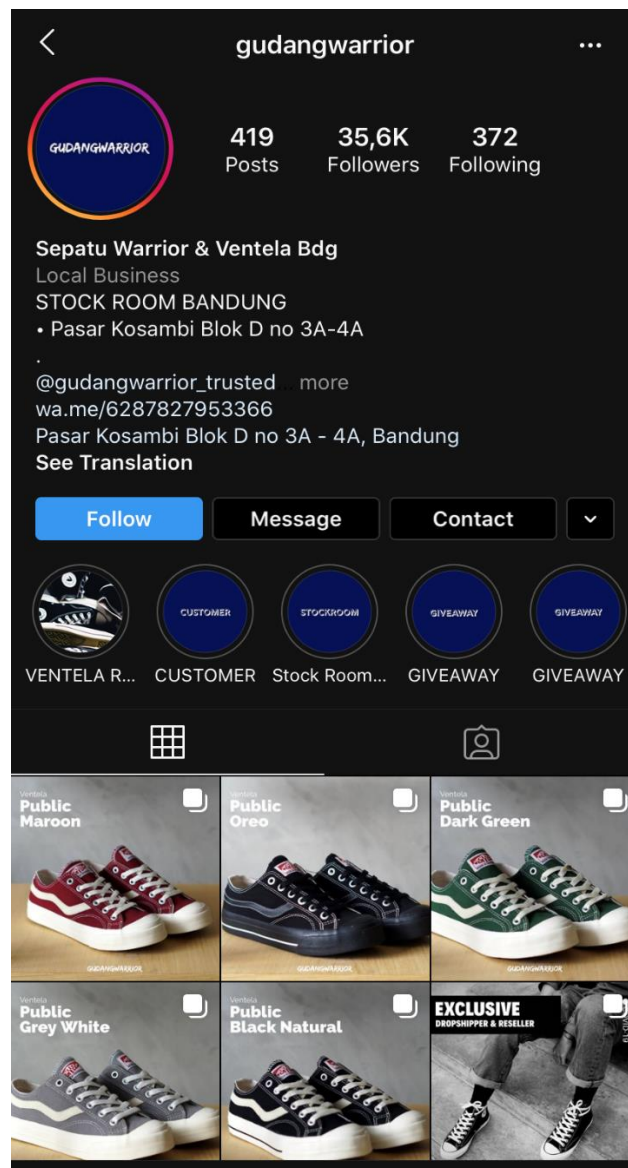 gudangwarrior
GUDANGWARRIOR
419
Posts
35,6K
Followers
372
Following
Sepatu Warrior & Ventela Bdg
Local Business
STOCK ROOM BANDUNG
• Pasar Kosambi Blok D no 3A-4A
.
@gudangwarrior_trusted... more
wa.me/6287827953366
Pasar Kosambi Blok D no 3A - 4A, Bandung
See Translation
Follow
Message
Contact
CUSTOMER
STOCKROOM
GIVEAWAY
GIVEAWAY
VENTELA R...
CUSTOMER
Stock Room...
GIVEAWAY
GIVEAWAY
Ventela
Public
Maroon
GUDANGWARRIOR
Ventela
Public
Oreo
GUDANGWARRIOR
Ventela
Public
Dark Green
GUDANGWARRIOR
Ventela
Public
Grey White
Ventela
Public
Black Natural
EXCLUSIVE
DROPSHIPPER & RESELLER